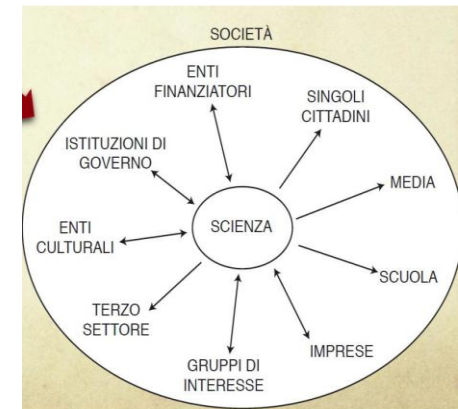 SOCIETÀ
ENTI
FINANZIATORI
SINGOLI
CITTADINI
ISTITUZIONI DI
GOVERNO
MEDIA
SCIENZA
ENTI
CULTURALI
SCUOLA
TERZO
SETTORE
IMPRESE
GRUPPI DI
INTERESSE